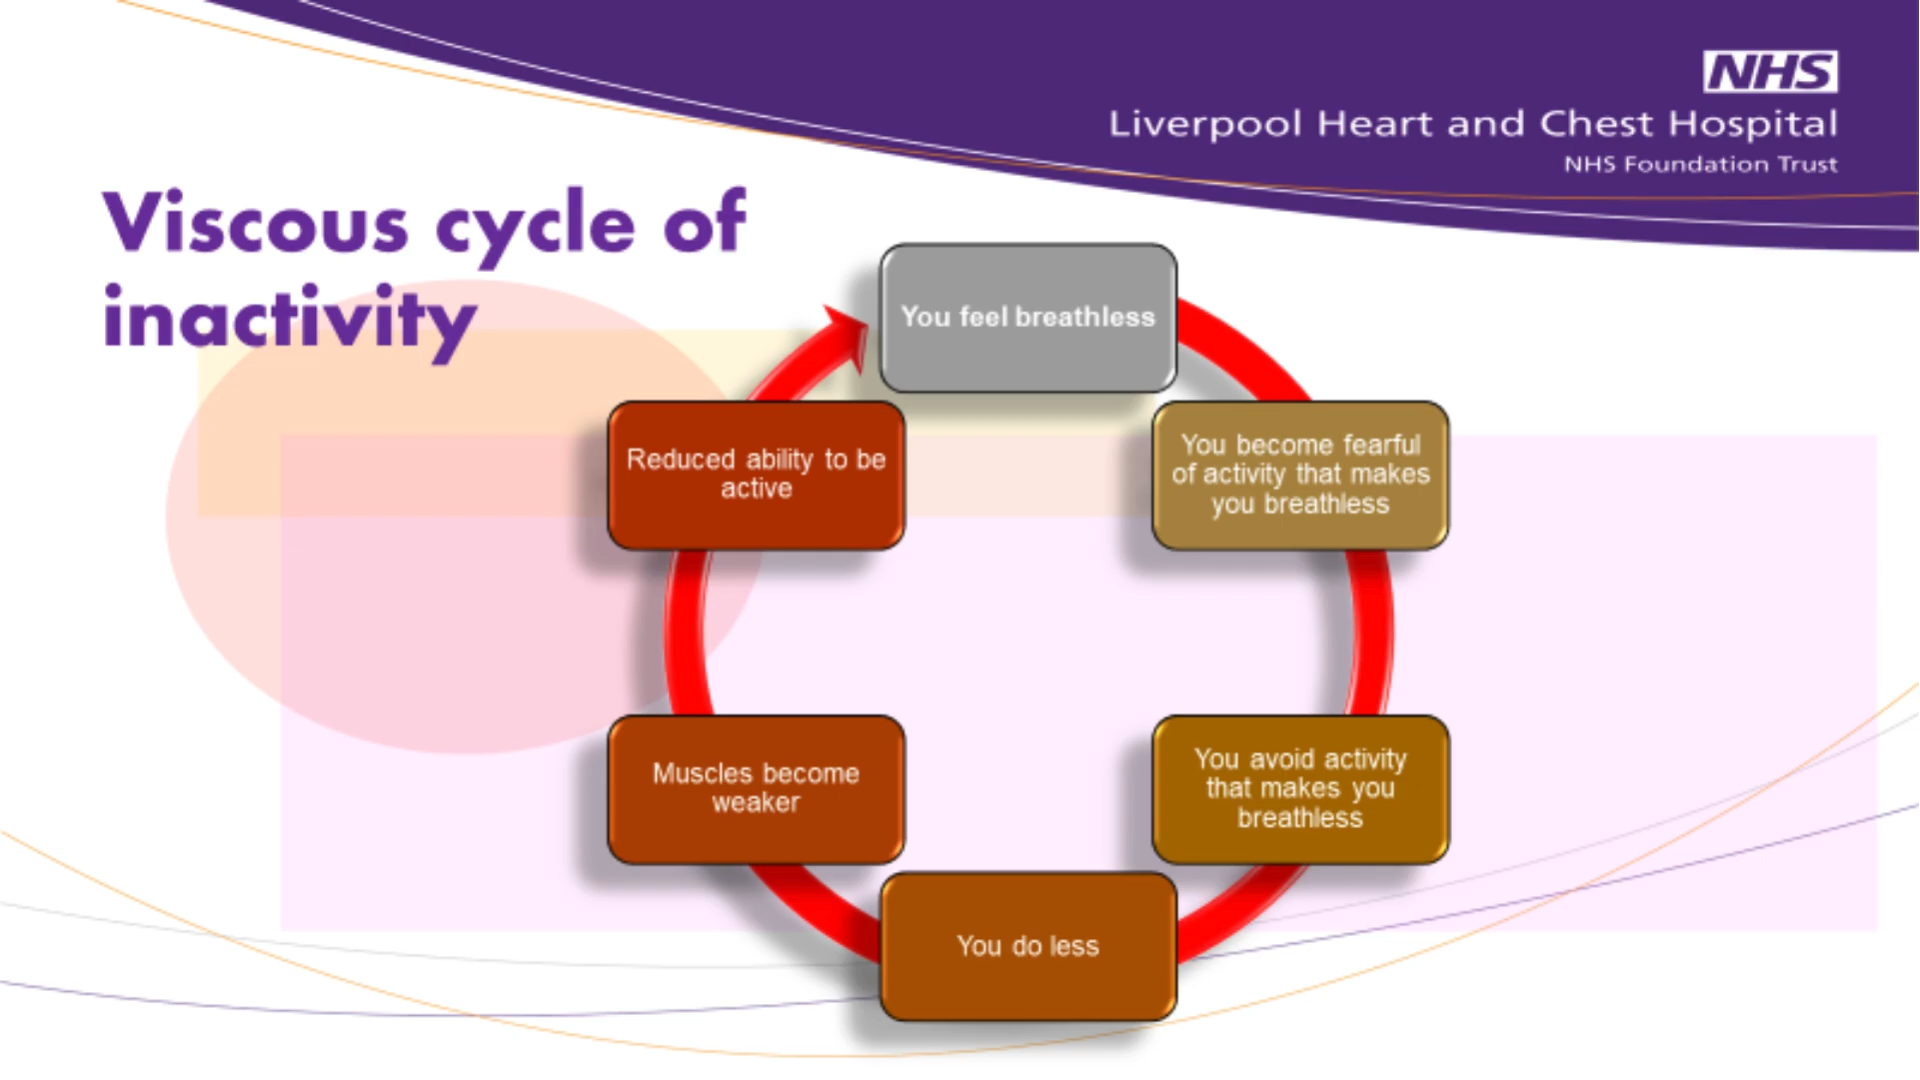 NHS
Liverpool Heart and Chest Hospital
NHS Foundation Trust
Viscous cycle of
inactivity
You feel breathless
You become fearful
of activity that makes
you breathless
You avoid activity
that makes you
breathless
You do less
Muscles become
weaker
Reduced ability to be
active